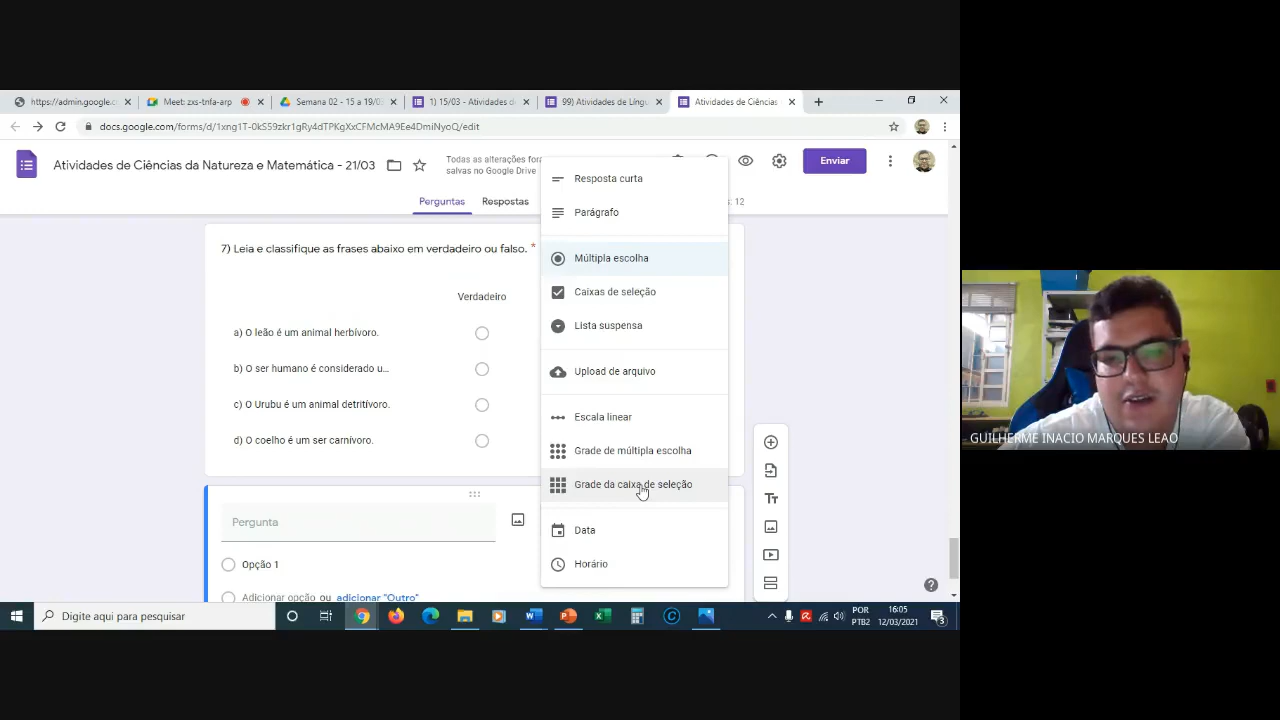 https://admin.google.c
Meet: zxs-tnfa-arp
Semana 02 - 15 a 19/03
1) 15/03 - Atividades de
99) Atividades de Língu
Atividades de Ciências
docs.google.com/forms/d/1xng1T-0kS59zkr1gRy4dTPKgXxCFMcMA9Ee4DmiNyoQ/edit
Atividades de Ciências da Natureza e Matemática - 21/03
Todas as alterações fora
salvas no Google Drive
Enviar
Perguntas
Respostas
s: 12
7) Leia e classifique as frases abaixo em verdadeiro ou falso. *
Verdadeiro
a) O leão é um animal herbívoro.
b) O ser humano é considerado u...
c) O Urubu é um animal detritívoro.
d) O coelho é um ser carnívoro.
Resposta curta
Parágrafo
Múltipla escolha
Caixas de seleção
Lista suspensa
Upload de arquivo
Escala linear
Grade de múltipla escolha
Grade da caixa de seleção
Data
Horário
Pergunta
Opção 1
Adicionar opção ou adicionar "Outro"
Tt
GUILHERME INACIO MARQUES LEAO
Digite aqui para pesquisar
POR
PTB2
16:05
12/03/2021
3